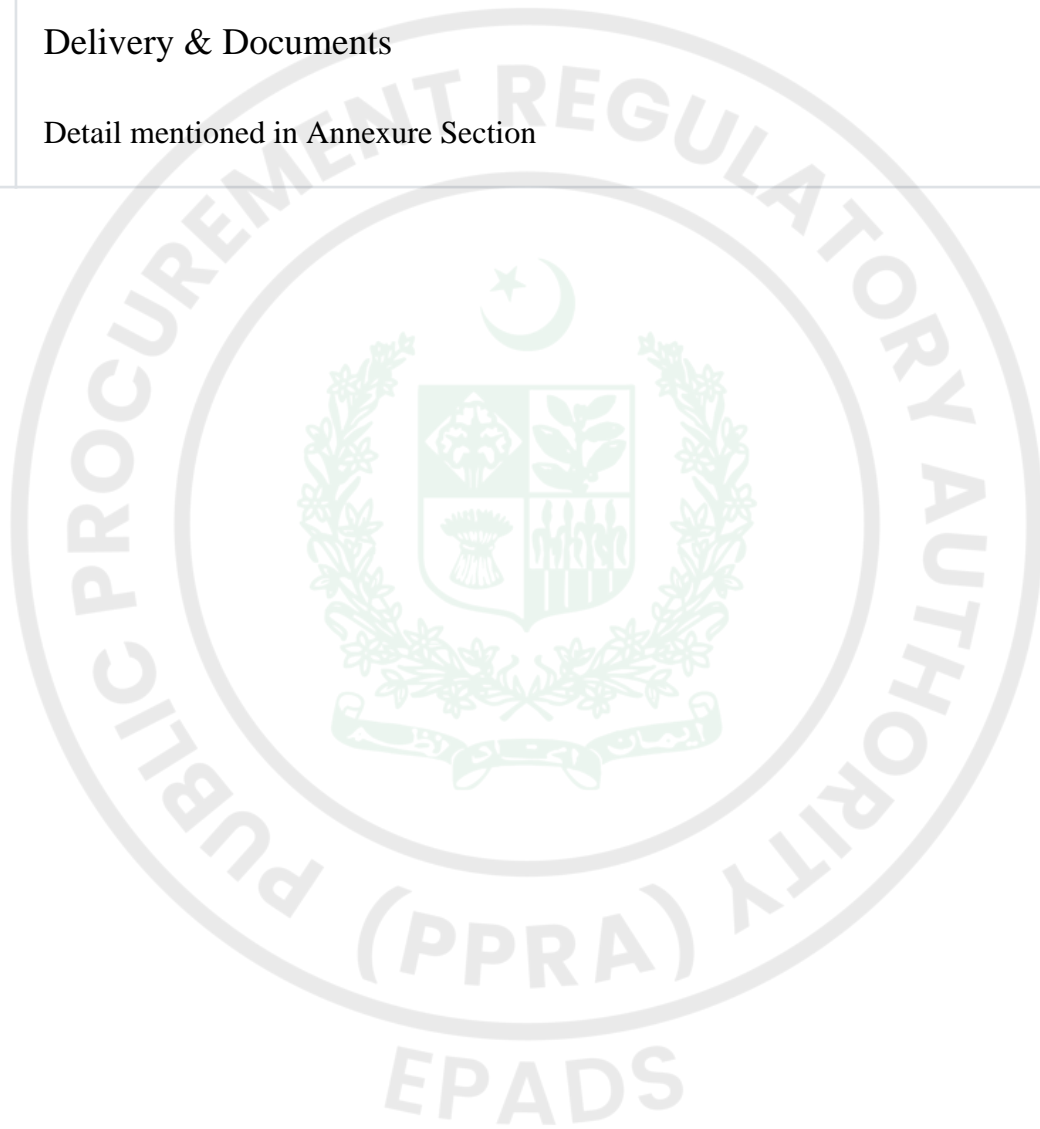 Delivery & Documents
Detail mentioned in Annexure Section
PUBLIC PROCUREMENT REGULATORY AUTHORITY
(PPRA)
EPADS